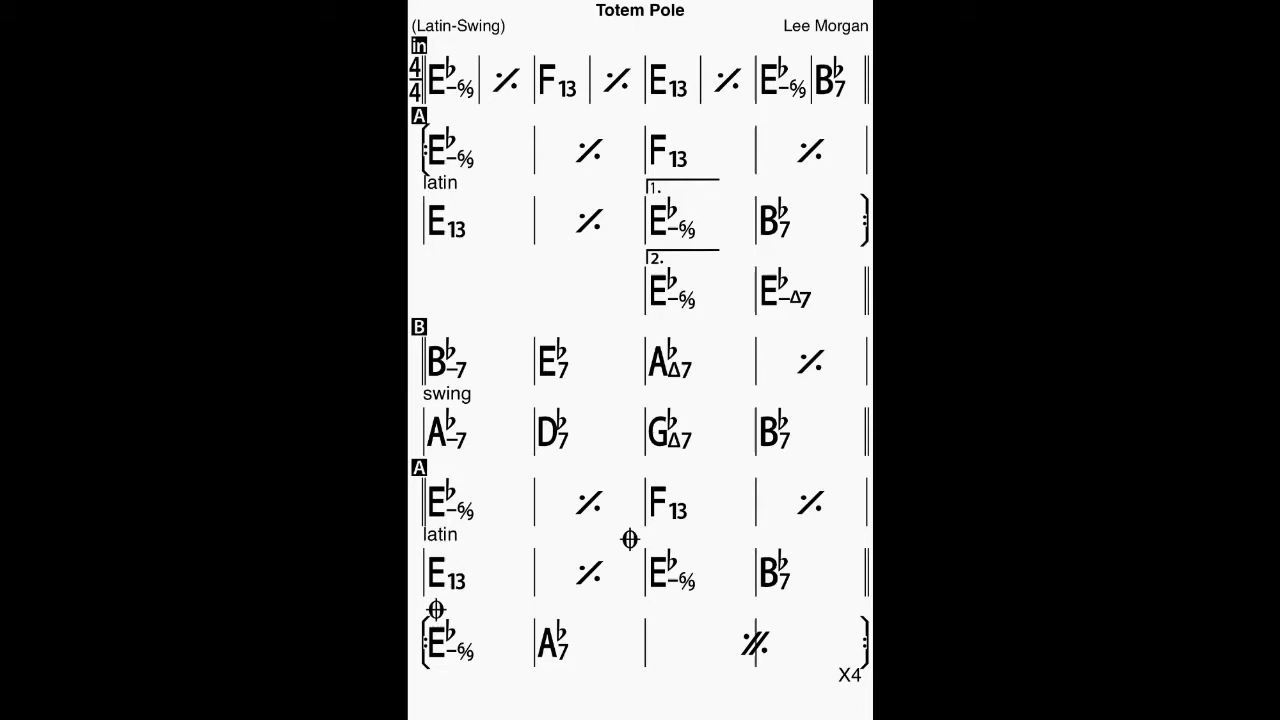 Totem Pole
(Latin-Swing) Lee Morgan
in
4/4 E♭–6/9 | 𝄎 | F13 | 𝄎 | E13 | 𝄎 | E♭–6/9 | B♭7 ||
A
E♭–6/9 | 𝄎 | F13 | 𝄎 |
latin 1.
E13 | 𝄎 | E♭–6/9 | B♭7 :
2.
E♭–6/9 | E♭–Δ7 ||
B
B♭–7 | E♭7 | A♭Δ7 | 𝄎 |
swing
A♭–7 | D♭7 | G♭Δ7 | B♭7 ||
A
E♭–6/9 | 𝄎 | F13 | 𝄎 |
latin 𝄌
E13 | 𝄎 | E♭–6/9 | B♭7 ||
𝄌
E♭–6/9 | A♭7 | 𝄏 :
X4